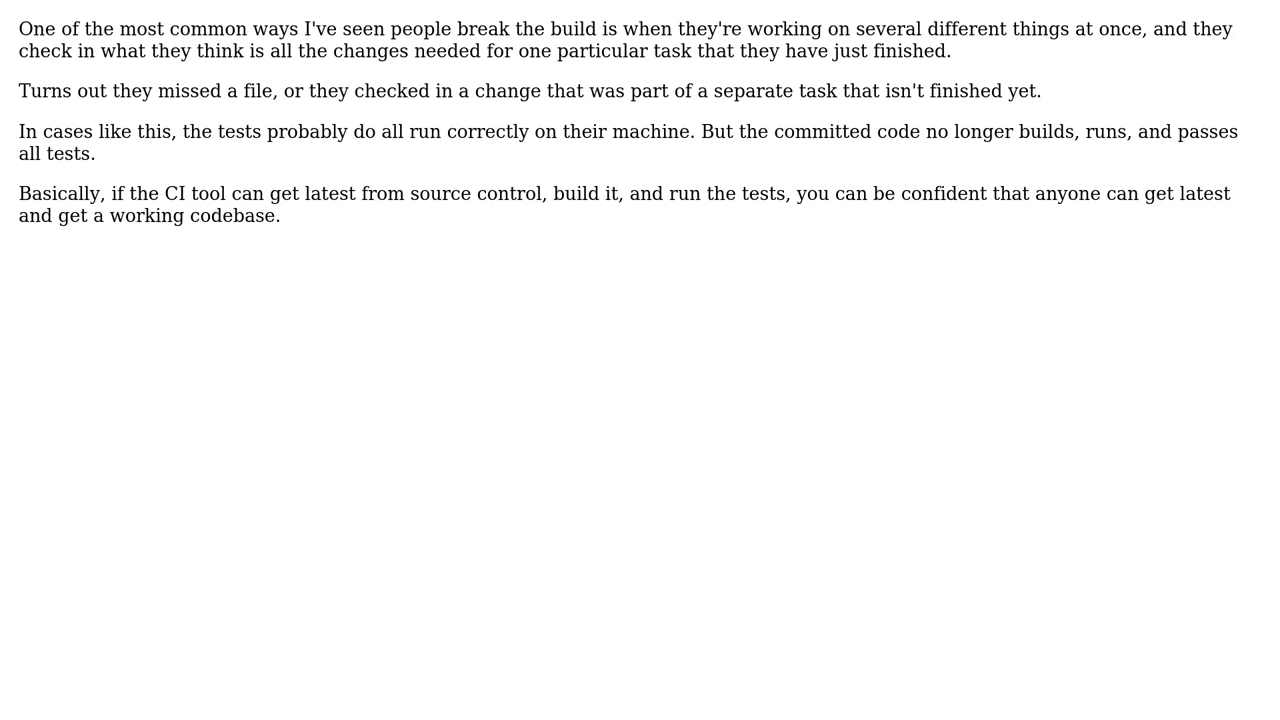 One of the most common ways I've seen people break the build is when they're working on several different things at once, and they
check in what they think is all the changes needed for one particular task that they have just finished.
Turns out they missed a file, or they checked in a change that was part of a separate task that isn't finished yet.
In cases like this, the tests probably do all run correctly on their machine. But the committed code no longer builds, runs, and passes
all tests.
Basically, if the CI tool can get latest from source control, build it, and run the tests, you can be confident that anyone can get latest
and get a working codebase.